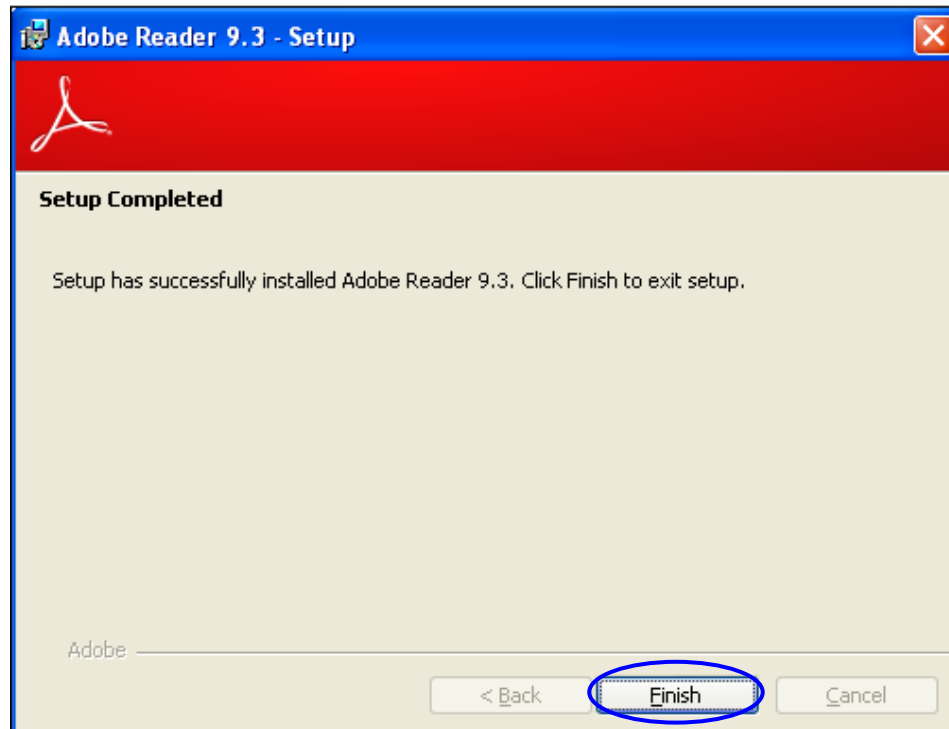 Adobe Reader 9.3 - Setup
Setup Completed
Setup has successfully installed Adobe Reader 9.3. Click Finish to exit setup.
Adobe
< Back Finish Cancel